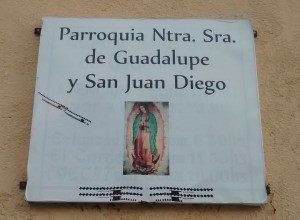 Parroquia Ntra. Sra.
de Guadalupe
y San Juan Diego